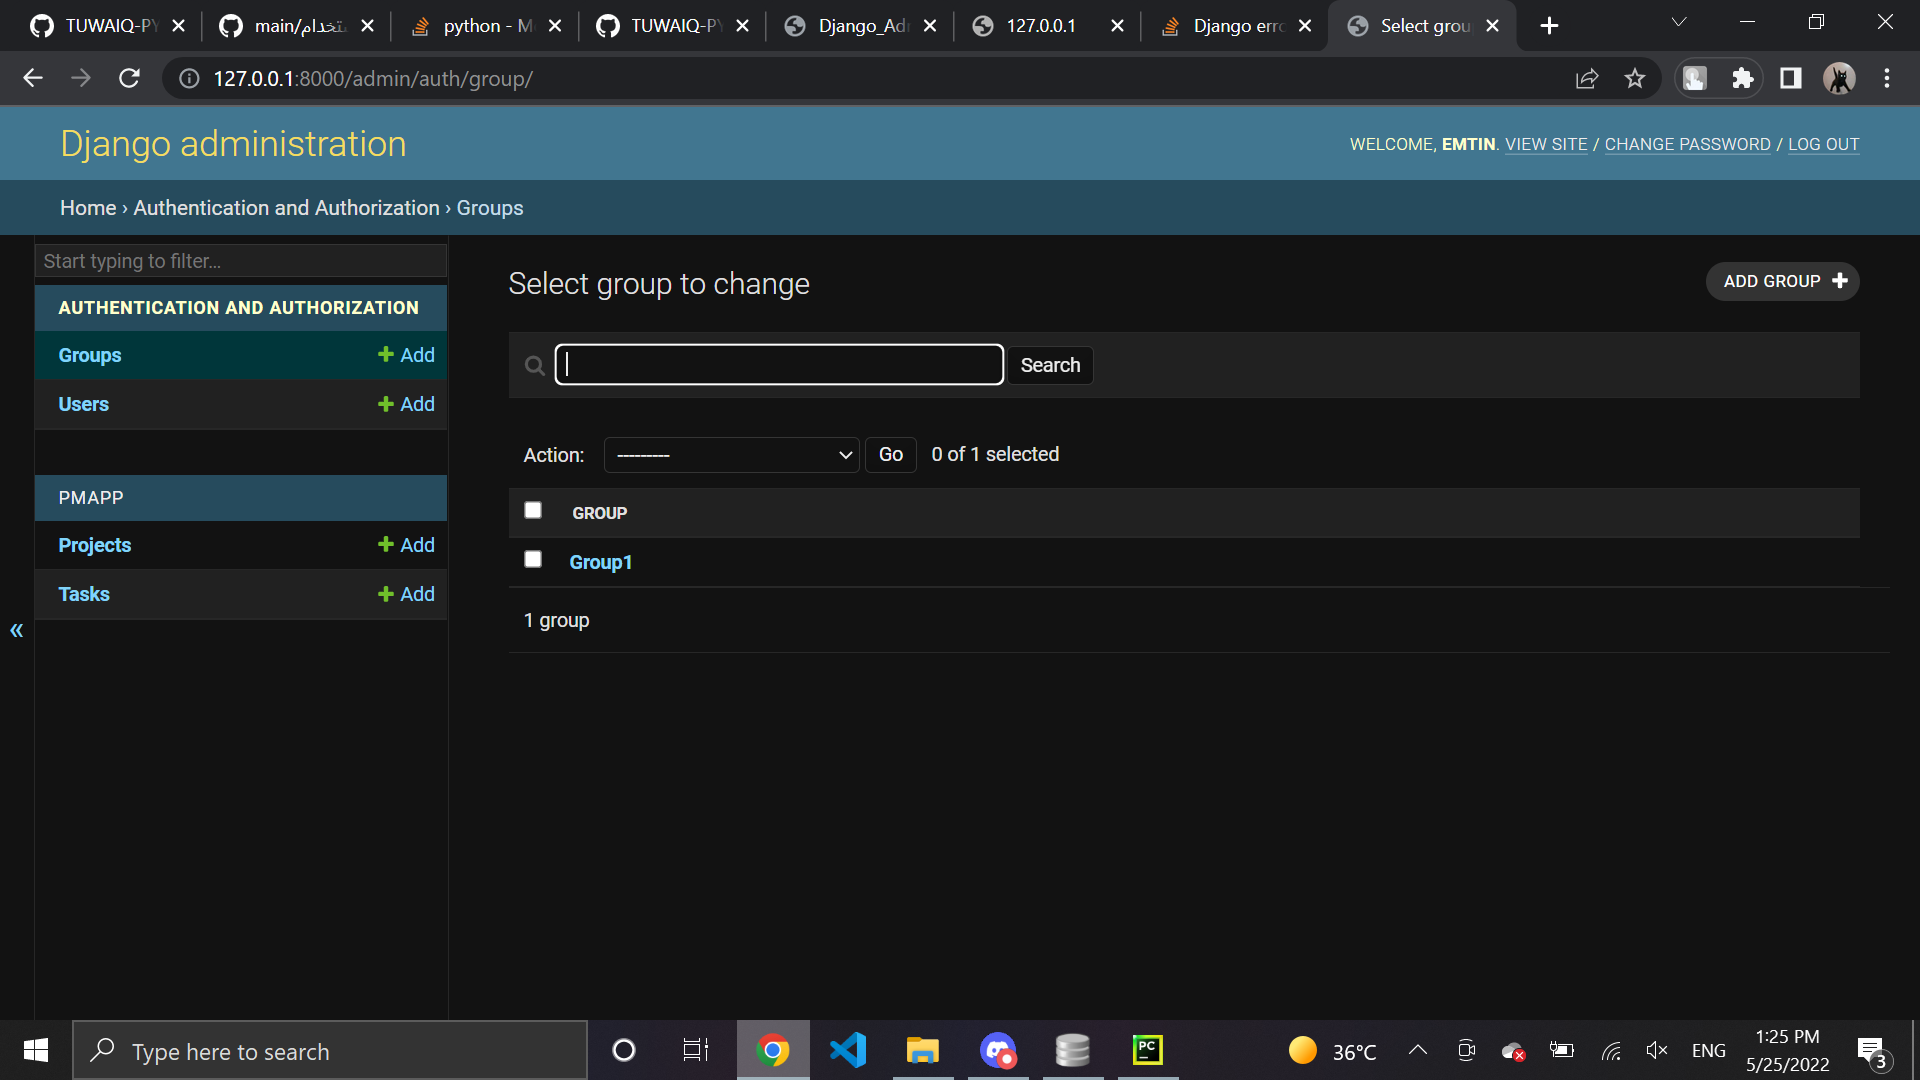 TUWAIQ-PY
main/ستخدام
python - M
TUWAIQ-PY
Django_Ad
127.0.0.1
Django erro
Select grou
127.0.0.1:8000/admin/auth/group/
Django administration
WELCOME, EMTIN. VIEW SITE / CHANGE PASSWORD / LOG OUT
Home › Authentication and Authorization › Groups
Start typing to filter...
AUTHENTICATION AND AUTHORIZATION
Groups
+ Add
Users
+ Add
PMAPP
Projects
+ Add
Tasks
+ Add
«
Select group to change
ADD GROUP +
Search
Action:
---------
Go
0 of 1 selected
GROUP
Group1
1 group
Type here to search
PC
36°C
ENG
1:25 PM
5/25/2022
3